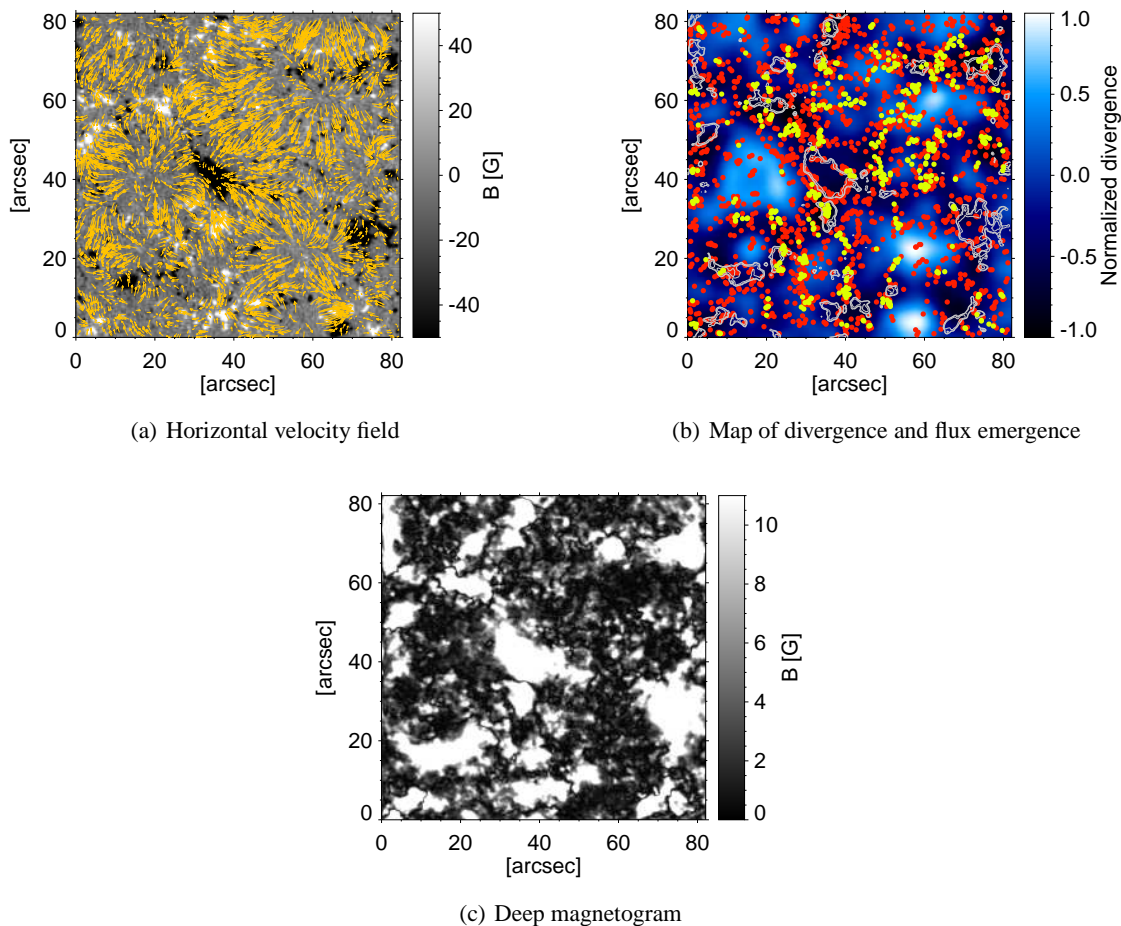 80
60
40
20
0
0 20 40 60 80
[arcsec]
[arcsec]
40
20
0
-20
-40
B [G]
(a) Horizontal velocity field
80
60
40
20
0
0 20 40 60 80
[arcsec]
[arcsec]
1.0
0.5
0.0
-0.5
-1.0
Normalized divergence
(b) Map of divergence and flux emergence
80
60
40
20
0
0 20 40 60 80
[arcsec]
[arcsec]
10
8
6
4
2
0
B [G]
(c) Deep magnetogram